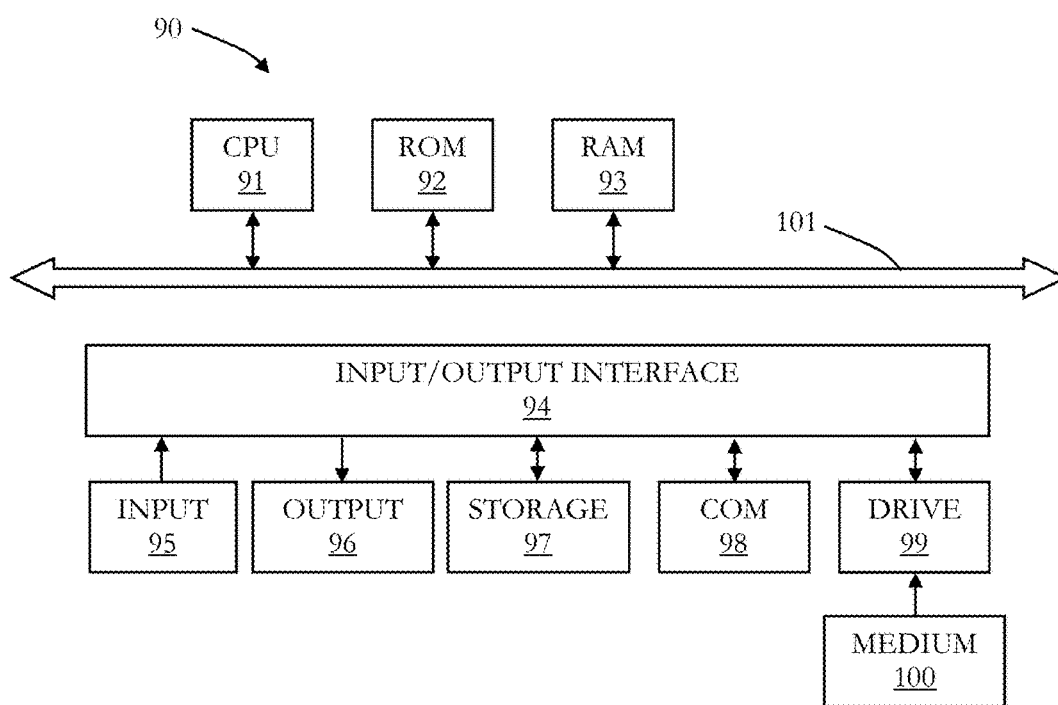 90
CPU
91
ROM
92
RAM
93
101
INPUT/OUTPUT INTERFACE
94
INPUT
95
OUTPUT
96
STORAGE
97
COM
98
DRIVE
99
MEDIUM
100